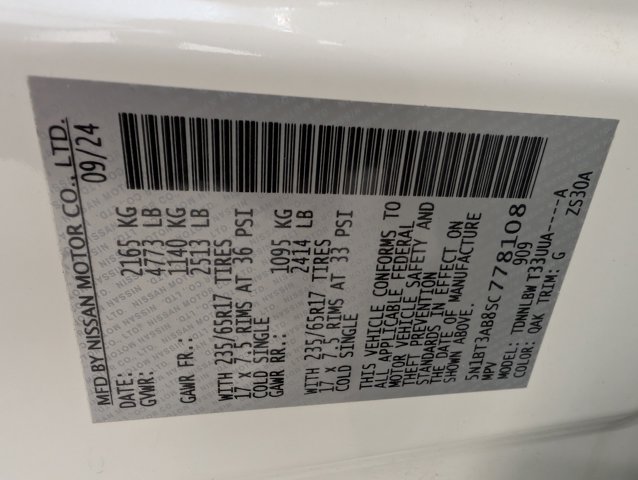 MFD BY NISSAN MOTOR CO., LTD.
DATE: 09/24
GVWR: 2165 KG
4773 LB
GAWR FR.: 1140 KG
2513 LB
WITH 235/65R17 TIRES
17 X 7.5 RIMS AT 36 PSI
COLD SINGLE
GAWR RR.: 1095 KG
2414 LB
WITH 235/65R17 TIRES
17 X 7.5 RIMS AT 33 PSI
COLD SINGLE
THIS VEHICLE CONFORMS TO
ALL APPLICABLE FEDERAL
MOTOR VEHICLE SAFETY AND
THEFT PREVENTION
STANDARDS IN EFFECT ON
THE DATE OF MANUFACTURE
SHOWN ABOVE.
5N1BT3AB8SC778108
MPV 909
MODEL: TDMNLBW T33UUA-----A
COLOR: QAK TRIM: G ZS30A